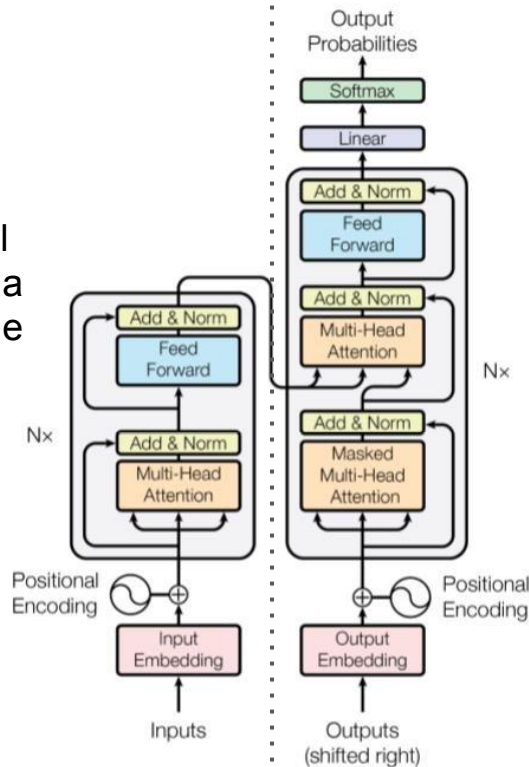 Output
Probabilities
Softmax
Linear
Add & Norm
Feed
Forward
Add & Norm
Multi-Head
Attention
Add & Norm
Masked
Multi-Head
Attention
Nx
Positional
Encoding
Output
Embedding
Outputs
(shifted right)
l
a
e
Add & Norm
Feed
Forward
Add & Norm
Multi-Head
Attention
Nx
Positional
Encoding
Input
Embedding
Inputs